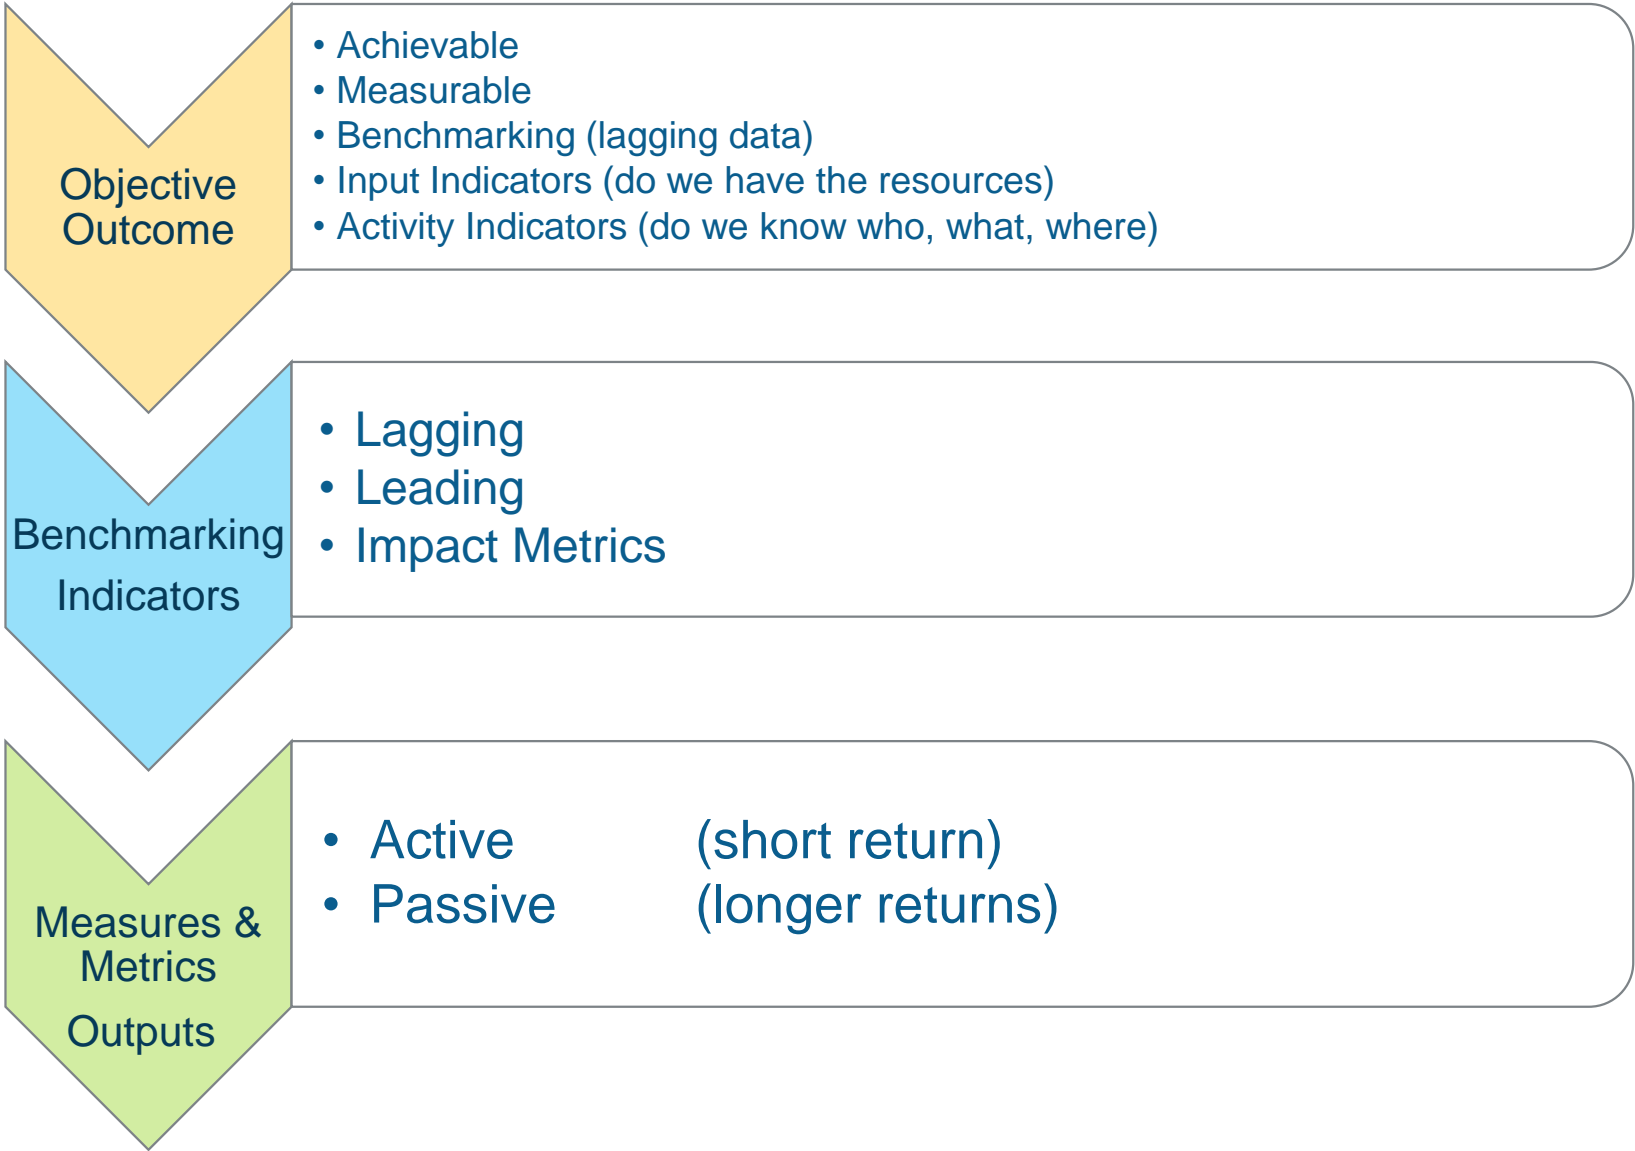 Objective
Outcome
• Achievable
• Measurable
• Benchmarking (lagging data)
• Input Indicators (do we have the resources)
• Activity Indicators (do we know who, what, where)
Benchmarking
Indicators
• Lagging
• Leading
• Impact Metrics
Measures &
Metrics
Outputs
• Active (short return)
• Passive (longer returns)